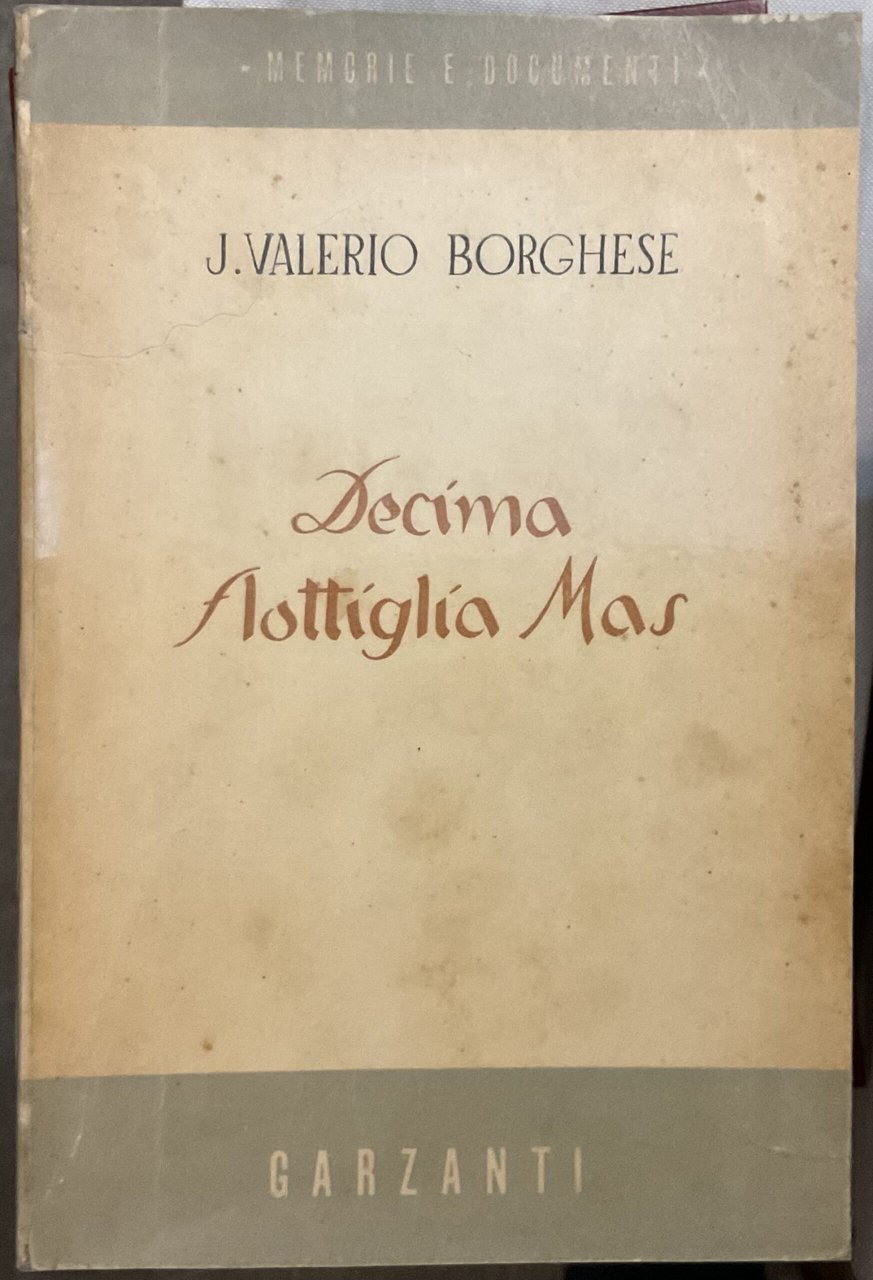 · MEMORIE E DOCUMENTI ·
J. VALERIO BORGHESE
Decima
flottiglia Mas
GARZANTI